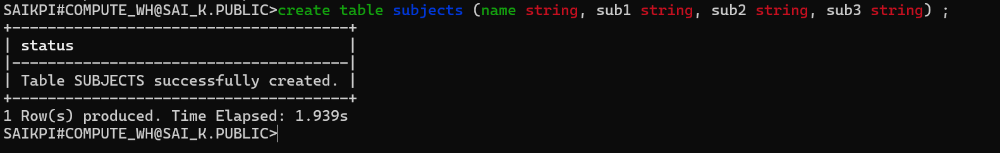 SAIKPI#COMPUTE_WH@SAI_K.PUBLIC>create table subjects (name string, sub1 string, sub2 string, sub3 string) ;
+--------------------------------------+
| status                               |
|--------------------------------------|
| Table SUBJECTS successfully created. |
+--------------------------------------+
1 Row(s) produced. Time Elapsed: 1.939s
SAIKPI#COMPUTE_WH@SAI_K.PUBLIC>